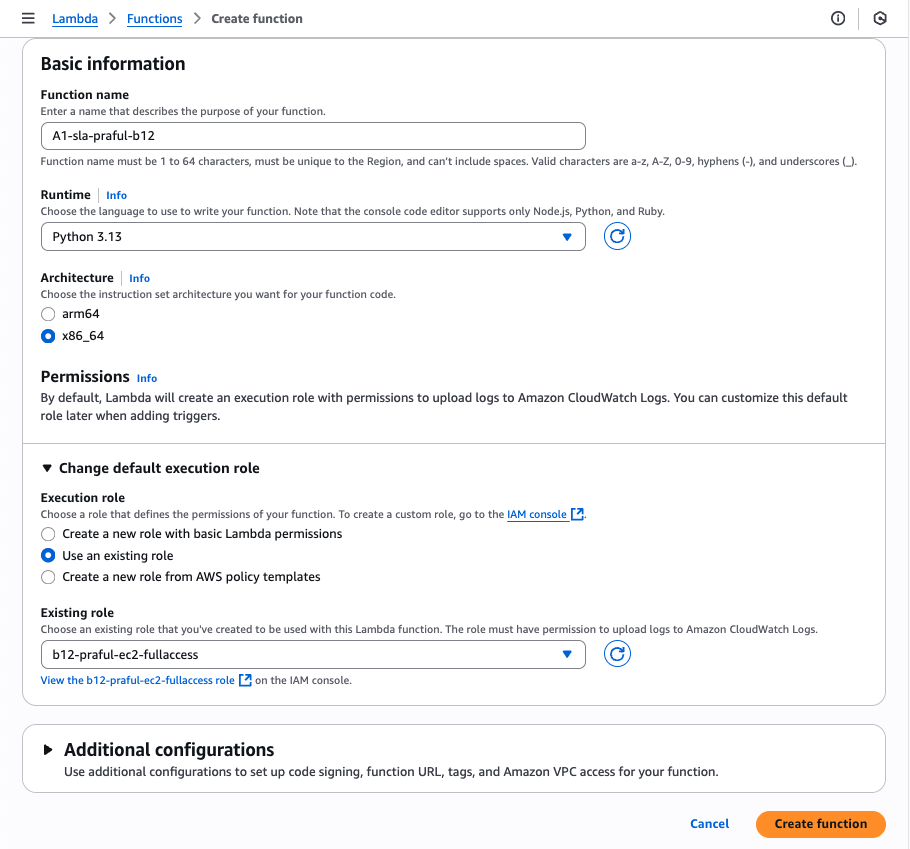 Lambda > Functions > Create function
Basic information
Function name
Enter a name that describes the purpose of your function.
A1-sla-praful-b12
Function name must be 1 to 64 characters, must be unique to the Region, and can't include spaces. Valid characters are a-z, A-Z, 0-9, hyphens (-), and underscores (_).
Runtime | Info
Choose the language to use to write your function. Note that the console code editor supports only Node.js, Python, and Ruby.
Python 3.13
Architecture | Info
Choose the instruction set architecture you want for your function code.
arm64
x86_64
Permissions Info
By default, Lambda will create an execution role with permissions to upload logs to Amazon CloudWatch Logs. You can customize this default
role later when adding triggers.
Change default execution role
Execution role
Choose a role that defines the permissions of your function. To create a custom role, go to the IAM console.
Create a new role with basic Lambda permissions
Use an existing role
Create a new role from AWS policy templates
Existing role
Choose an existing role that you've created to be used with this Lambda function. The role must have permission to upload logs to Amazon CloudWatch Logs.
b12-praful-ec2-fullaccess
View the b12-praful-ec2-fullaccess role on the IAM console.
Additional configurations
Use additional configurations to set up code signing, function URL, tags, and Amazon VPC access for your function.
Cancel
Create function